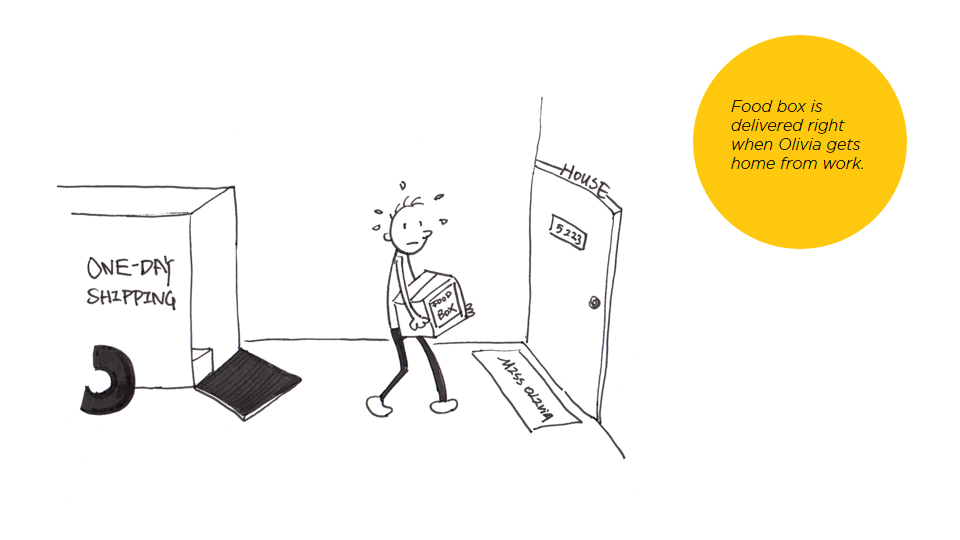 Food box is
delivered right
when Olivia gets
home from work.
HOUSE
5223
ONE-DAY
SHIPPING
FOOD
BOX
MISS OLIVIA